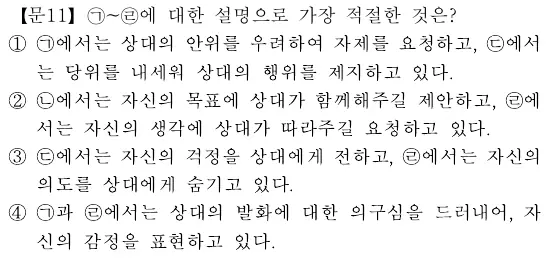 【문11】 ㉠~㉣에 대한 설명으로 가장 적절한 것은?
① ㉠에서는 상대의 안위를 우려하여 자제를 요청하고, ㉢에서
는 당위를 내세워 상대의 행위를 제지하고 있다.
② ㉡에서는 자신의 목표에 상대가 함께해주길 제안하고, ㉣에
서는 자신의 생각에 상대가 따라주길 요청하고 있다.
③ ㉢에서는 자신의 걱정을 상대에게 전하고, ㉣에서는 자신의
의도를 상대에게 숨기고 있다.
④ ㉠과 ㉣에서는 상대의 발화에 대한 의구심을 드러내어, 자
신의 감정을 표현하고 있다.